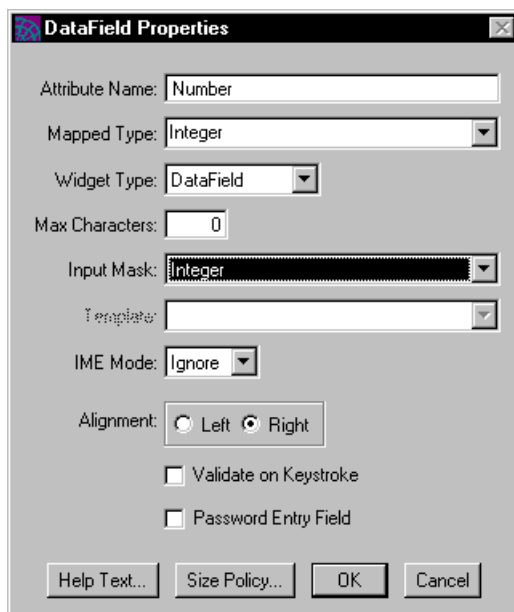 DataField Properties
Attribute Name: Number
Mapped Type: Integer
Widget Type: DataField
Max Characters: 0
Input Mask: Integer
Template:
IME Mode: Ignore
Alignment: Left Right
Validate on Keystroke
Password Entry Field
Help Text... Size Policy... OK Cancel